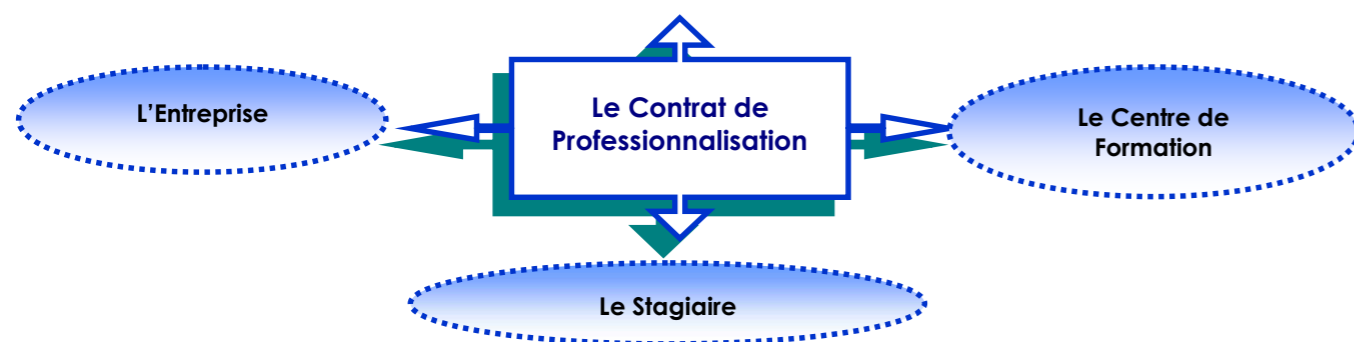 L'Entreprise
Le Contrat de
Professionnalisation
Le Centre de
Formation
Le Stagiaire